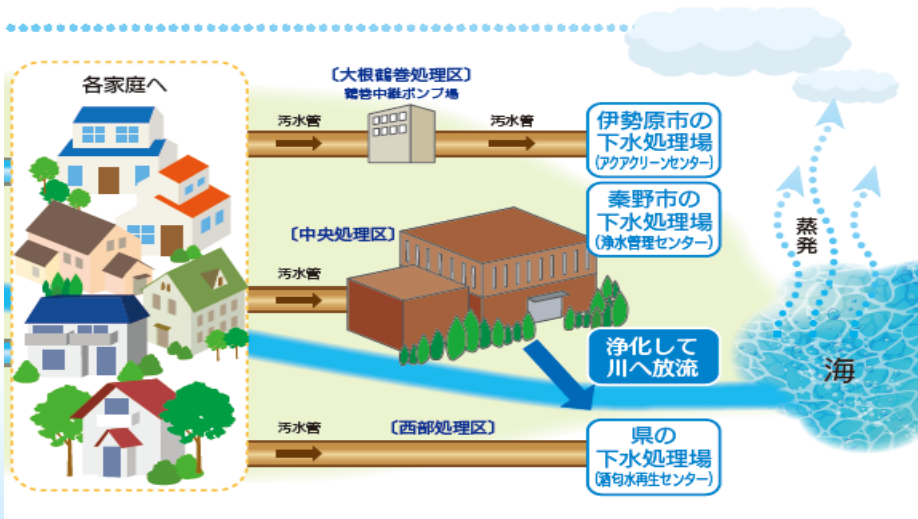 各家庭へ
〔大根鶴巻処理区〕
鶴巻中継ポンプ場
汚水管
汚水管
伊勢原市の
下水処理場
(アクアクリーンセンター)
秦野市の
下水処理場
(浄水管理センター)
〔中央処理区〕
汚水管
蒸発
浄化して
川へ放流
海
汚水管
〔西部処理区〕
県の
下水処理場
(酒匂水再生センター)